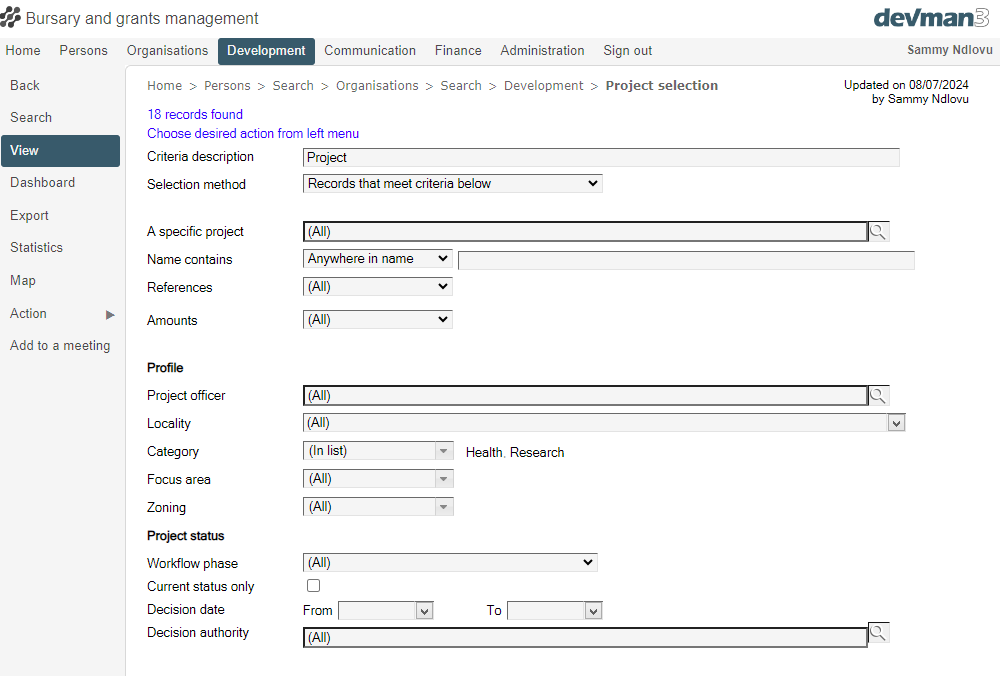 Bursary and grants management
devman3
Home Persons Organisations Development Communication Finance Administration Sign out Sammy Ndlovu
Back
Search
View
Dashboard
Export
Statistics
Map
Action
Add to a meeting
Home > Persons > Search > Organisations > Search > Development > Project selection
Updated on 08/07/2024
by Sammy Ndlovu
18 records found
Choose desired action from left menu
Criteria description Project
Selection method Records that meet criteria below
A specific project (All)
Name contains Anywhere in name
References (All)
Amounts (All)
Profile
Project officer (All)
Locality (All)
Category (In list) Health, Research
Focus area (All)
Zoning (All)
Project status
Workflow phase (All)
Current status only
Decision date From To
Decision authority (All)